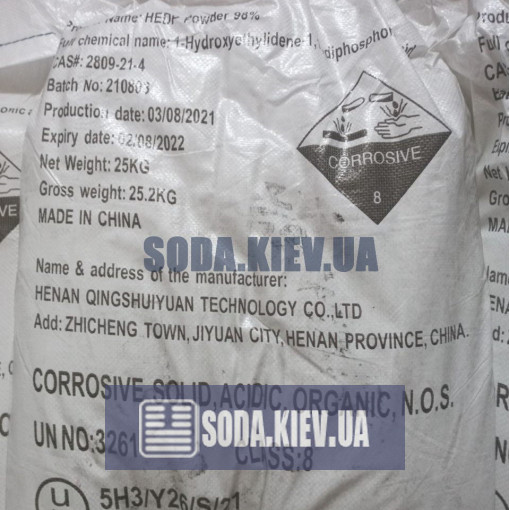 Name: HEDP Powder 98%
Full chemical name: 1-Hydroxyethylidene-1,
CAS#: 2809-21-4
Batch No: 210803
Production date: 03/08/2021
Expiry date: 02/08/2022
Net Weight: 25KG
Gross weight: 25.2KG
MADE IN CHINA
CORROSIVE
8
SODA.KIEV.UA
Name & address of the manufacturer:
HENAN QINGSHUIYUAN TECHNOLOGY CO.,LTD
Add: ZHICHENG TOWN, JIYUAN CITY, HENAN PROVINCE, CHINA.
CORROSIVE SOLID, ACIDIC, ORGANIC, N.O.S.
UN NO: 3261
CLASS:8
SODA.KIEV.UA
u
5H3/Y26/S/21